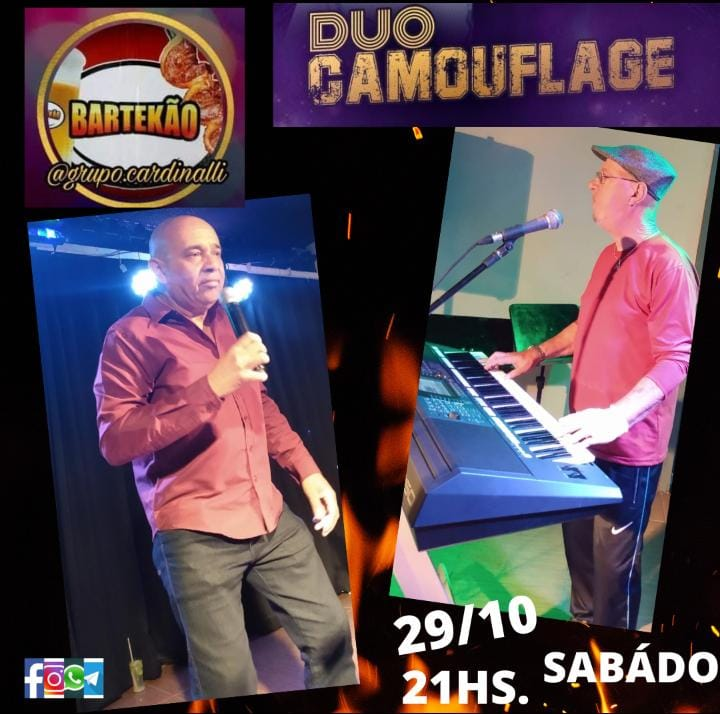 BARTEKÃO
@grupo.cardinalli
DUO
CAMOUFLAGE
29/10
21HS.
SABÁDO